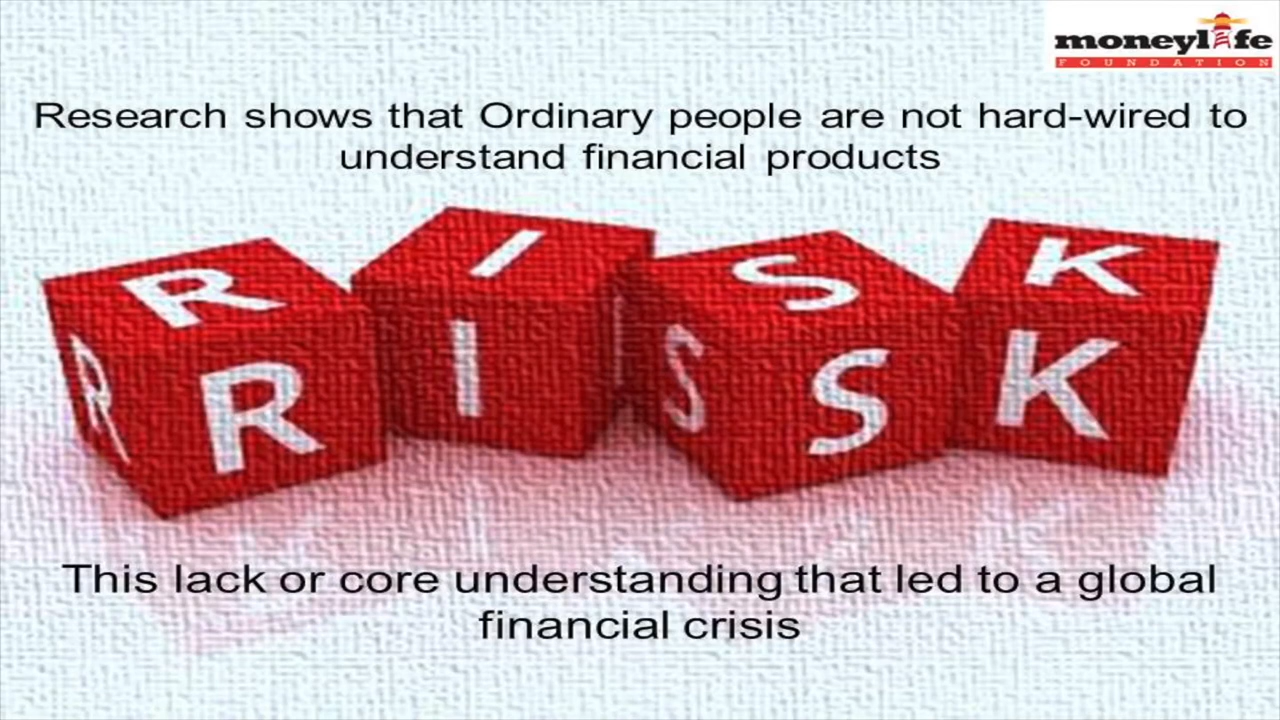 moneylife
FOUNDATION
Research shows that Ordinary people are not hard-wired to
understand financial products
R I S K
R R I I S S K
This lack or core understanding that led to a global
financial crisis